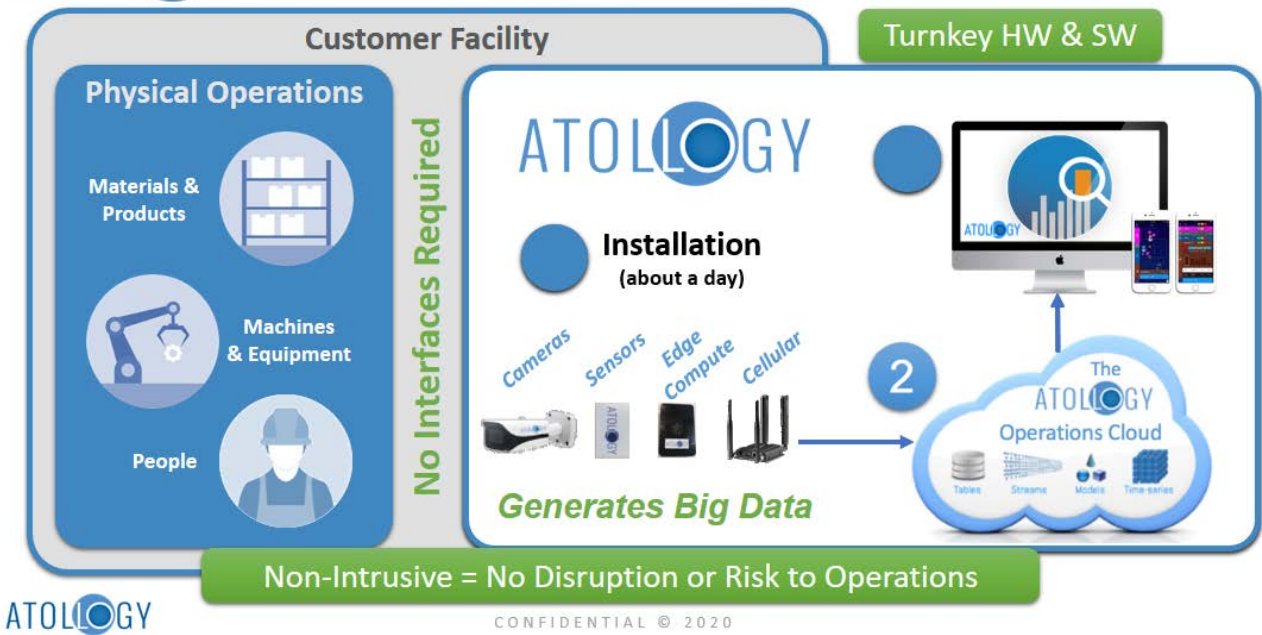 Customer Facility
Turnkey HW & SW
Physical Operations
Materials &
Products
Machines
& Equipment
People
No Interfaces Required
ATOLLOGY
ATOLLOGY
Installation
(about a day)
Cameras
Sensors
Edge
Compute
Cellular
ATOLLOGY
Generates Big Data
2
The
ATOLLOGY
Operations Cloud
Tables
Streams
Models
Time-series
Non-Intrusive = No Disruption or Risk to Operations
ATOLLOGY
CONFIDENTIAL © 2020